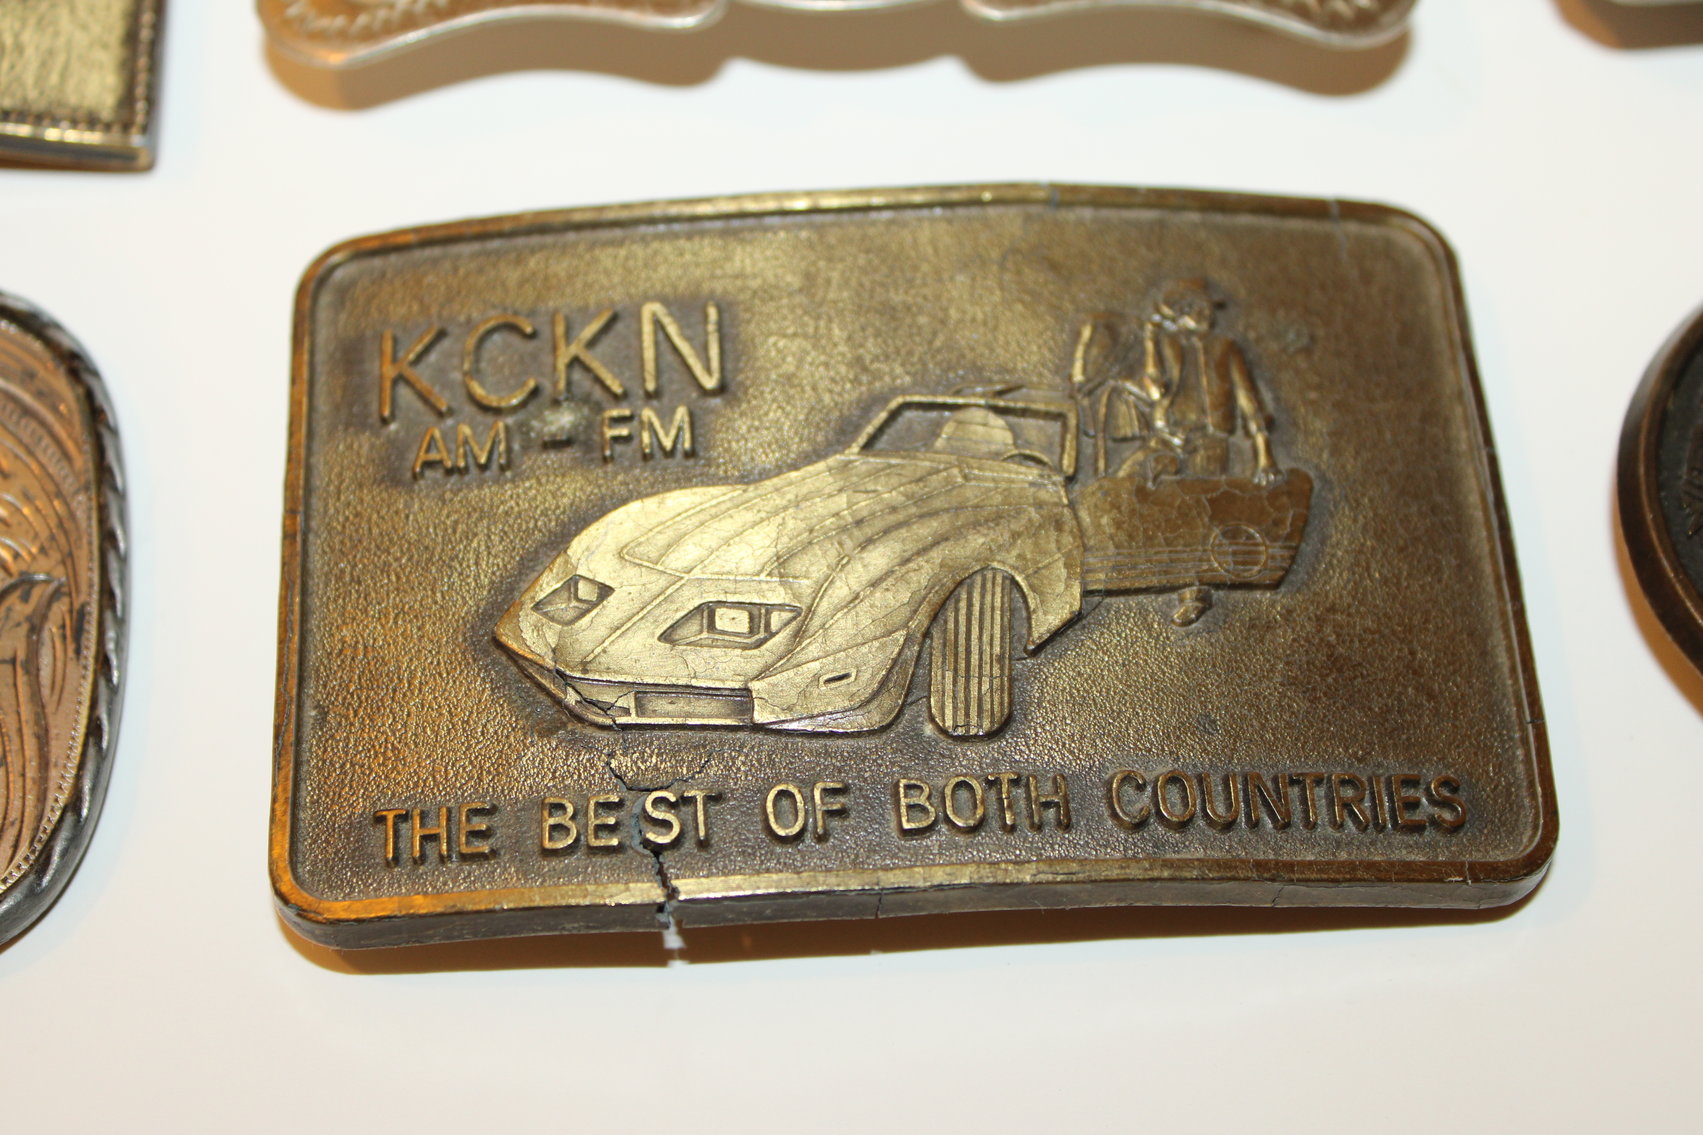 KCKN
AM - FM
THE BEST OF BOTH COUNTRIES